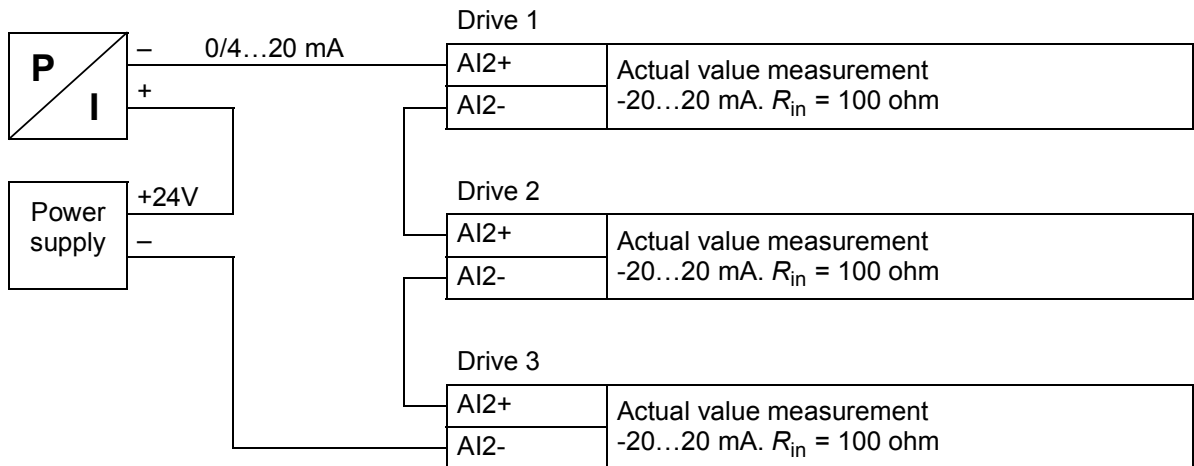 Drive 1
P
I
–
0/4…20 mA
+
AI2+
AI2-
Actual value measurement
-20…20 mA. Rin = 100 ohm
Power
supply
+24V
–
Drive 2
AI2+
AI2-
Actual value measurement
-20…20 mA. Rin = 100 ohm
Drive 3
AI2+
AI2-
Actual value measurement
-20…20 mA. Rin = 100 ohm